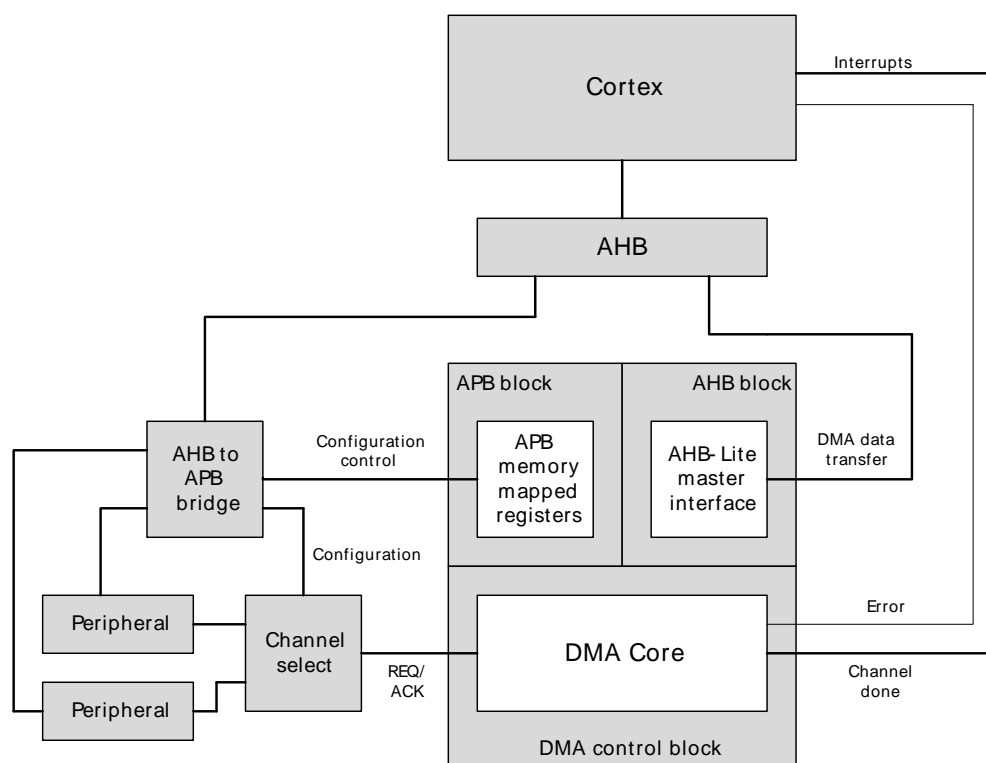 Interrupts
Cortex
AHB
APB block
AHB block
AHB to
APB
bridge
Configuration
control
APB
memory
mapped
registers
AHB-Lite
master
interface
DMA data
transfer
Configuration
Peripheral
Channel
select
Peripheral
REQ/
ACK
DMA Core
Error
Channel
done
DMA control block